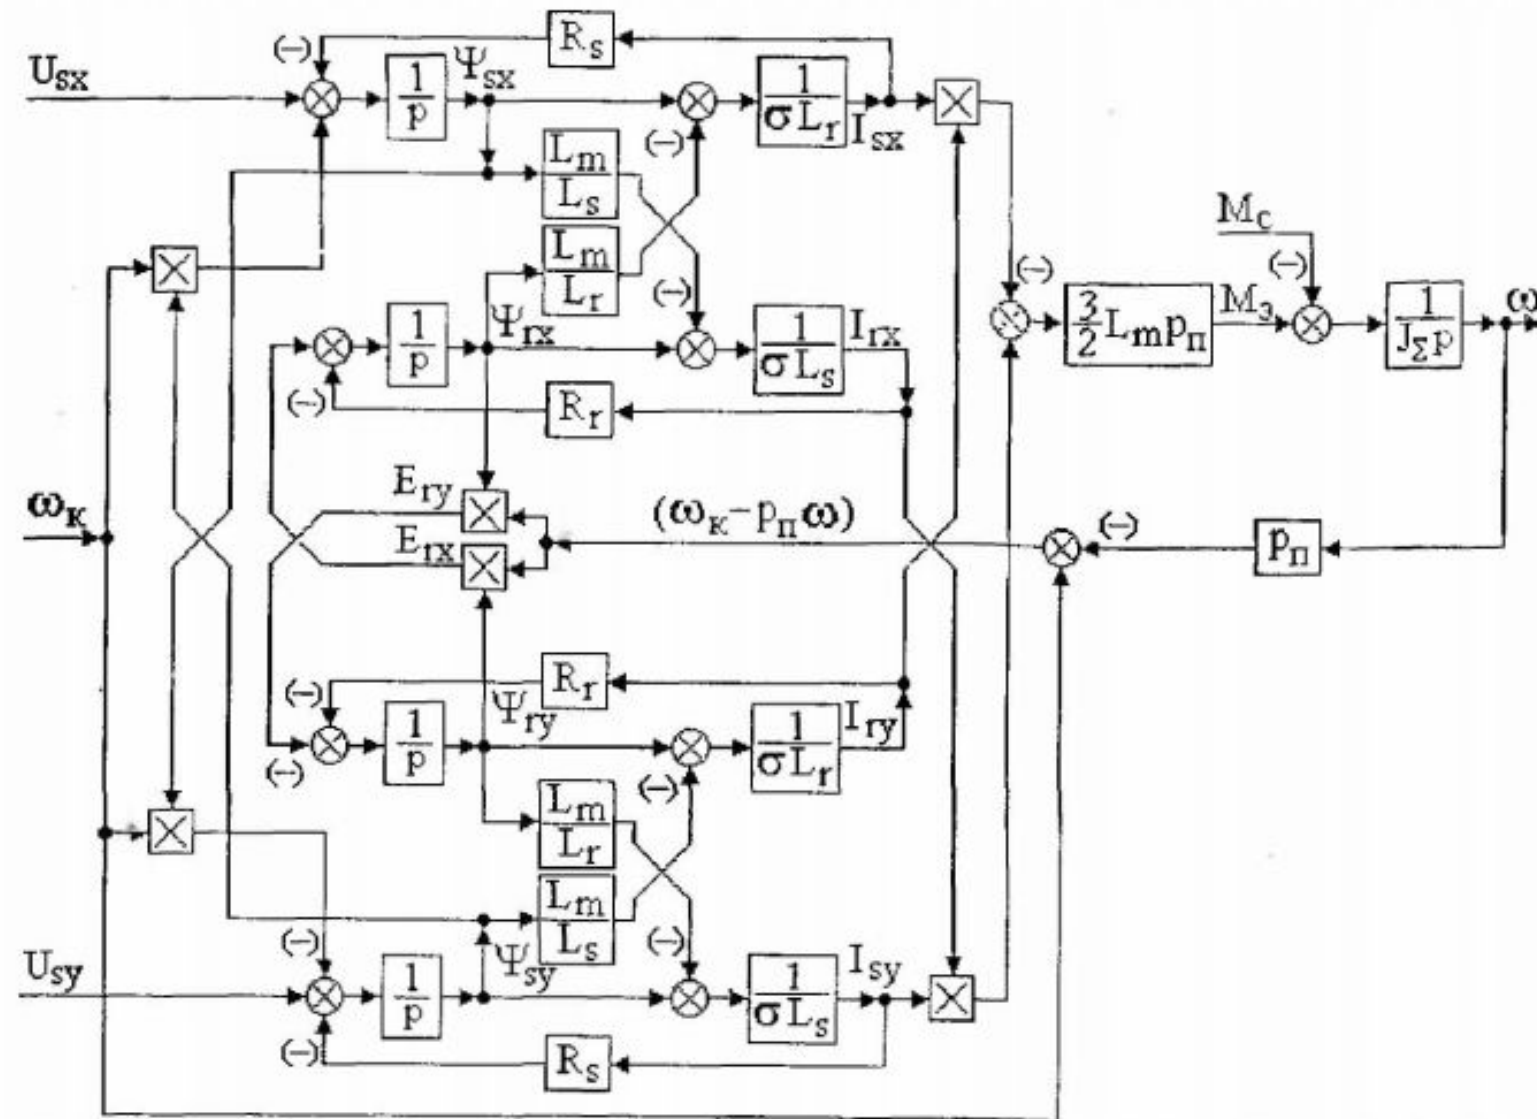 (−) R_s
U_sx 1/p Ψ_sx (−) 1/(σL_r) I_sx
L_m/L_s
L_m/L_r
M_c
(−) (−) (−)
(−) 1/p Ψ_rx 1/(σL_s) I_rx 3/2 L_m p_п M_э 1/(J_Σ p) ω
R_r
E_ry
ω_к (ω_к − p_п ω) (−) p_п
E_rx
(−) R_r
(−) 1/p Ψ_ry (−) 1/(σL_r) I_ry
L_m/L_r
L_m/L_s
(−) (−)
U_sy 1/p Ψ_sy 1/(σL_s) I_sy
(−) R_s